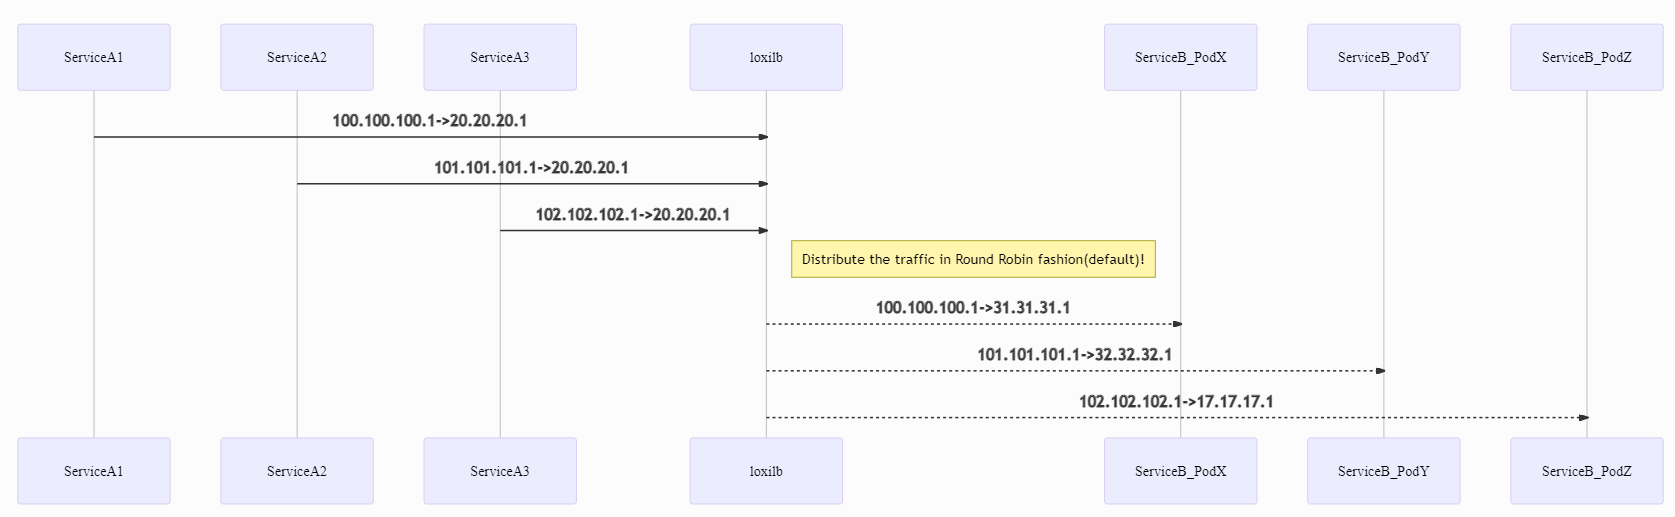 ServiceA1
ServiceA2
ServiceA3
loxilb
ServiceB_PodX
ServiceB_PodY
ServiceB_PodZ
100.100.100.1->20.20.20.1
101.101.101.1->20.20.20.1
102.102.102.1->20.20.20.1
Distribute the traffic in Round Robin fashion(default)!
100.100.100.1->31.31.31.1
101.101.101.1->32.32.32.1
102.102.102.1->17.17.17.1
ServiceA1
ServiceA2
ServiceA3
loxilb
ServiceB_PodX
ServiceB_PodY
ServiceB_PodZ